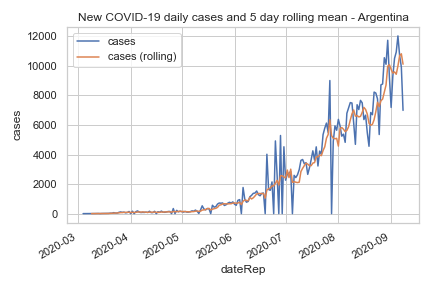 New COVID-19 daily cases and 5 day rolling mean - Argentina
cases
cases (rolling)
12000
10000
8000
6000
4000
2000
0
cases
2020-03
2020-04
2020-05
2020-06
2020-07
2020-08
2020-09
dateRep